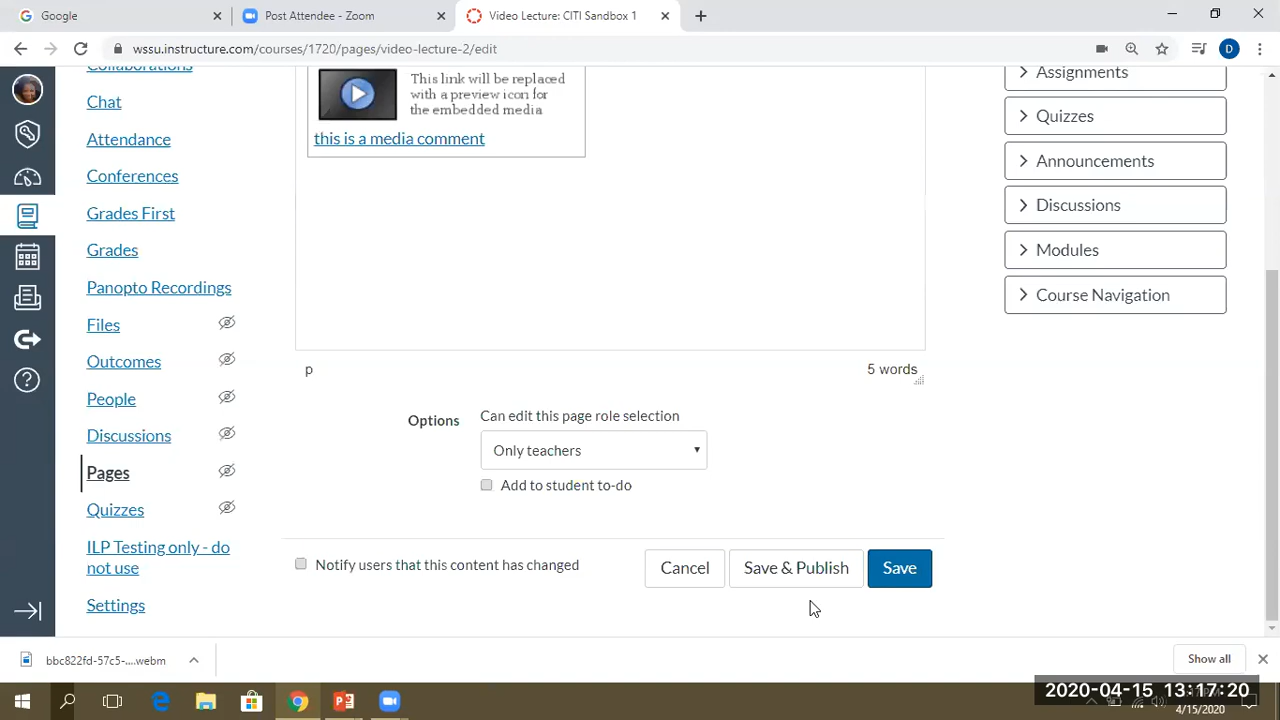 Google
Post Attendee - Zoom
Video Lecture: CITI Sandbox 1
wssu.instructure.com/courses/1720/pages/video-lecture-2/edit
D
Collaborations
Chat
Attendance
Conferences
Grades First
Grades
Panopto Recordings
Files
Outcomes
People
Discussions
Pages
Quizzes
ILP Testing only - do
not use
Settings
This link will be replaced
with a preview icon for
the embedded media
this is a media comment
p
5 words
Options
Can edit this page role selection
Only teachers
Add to student to-do
Notify users that this content has changed
Cancel
Save & Publish
Save
Assignments
Quizzes
Announcements
Discussions
Modules
Course Navigation
bbc822fd-57c5-....webm
Show all
2020-04-15 13:17:20
4/15/2020